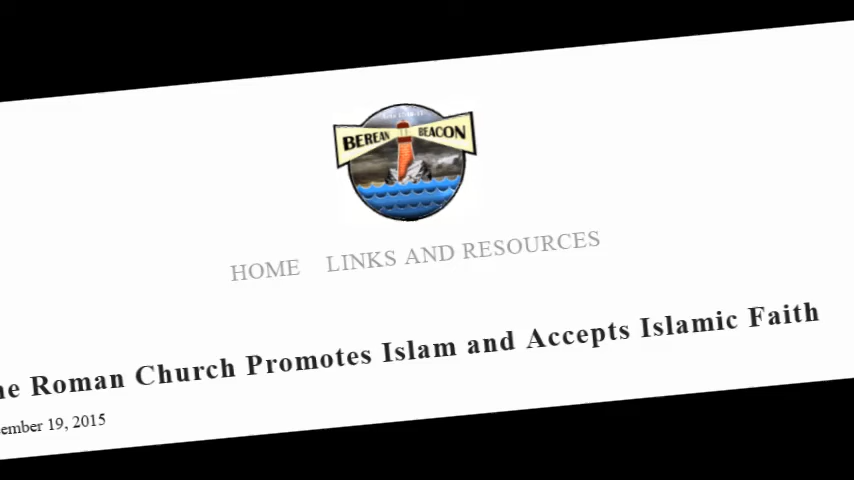 BEREAN BEACON
HOME LINKS AND RESOURCES
he Roman Church Promotes Islam and Accepts Islamic Faith
ember 19, 2015